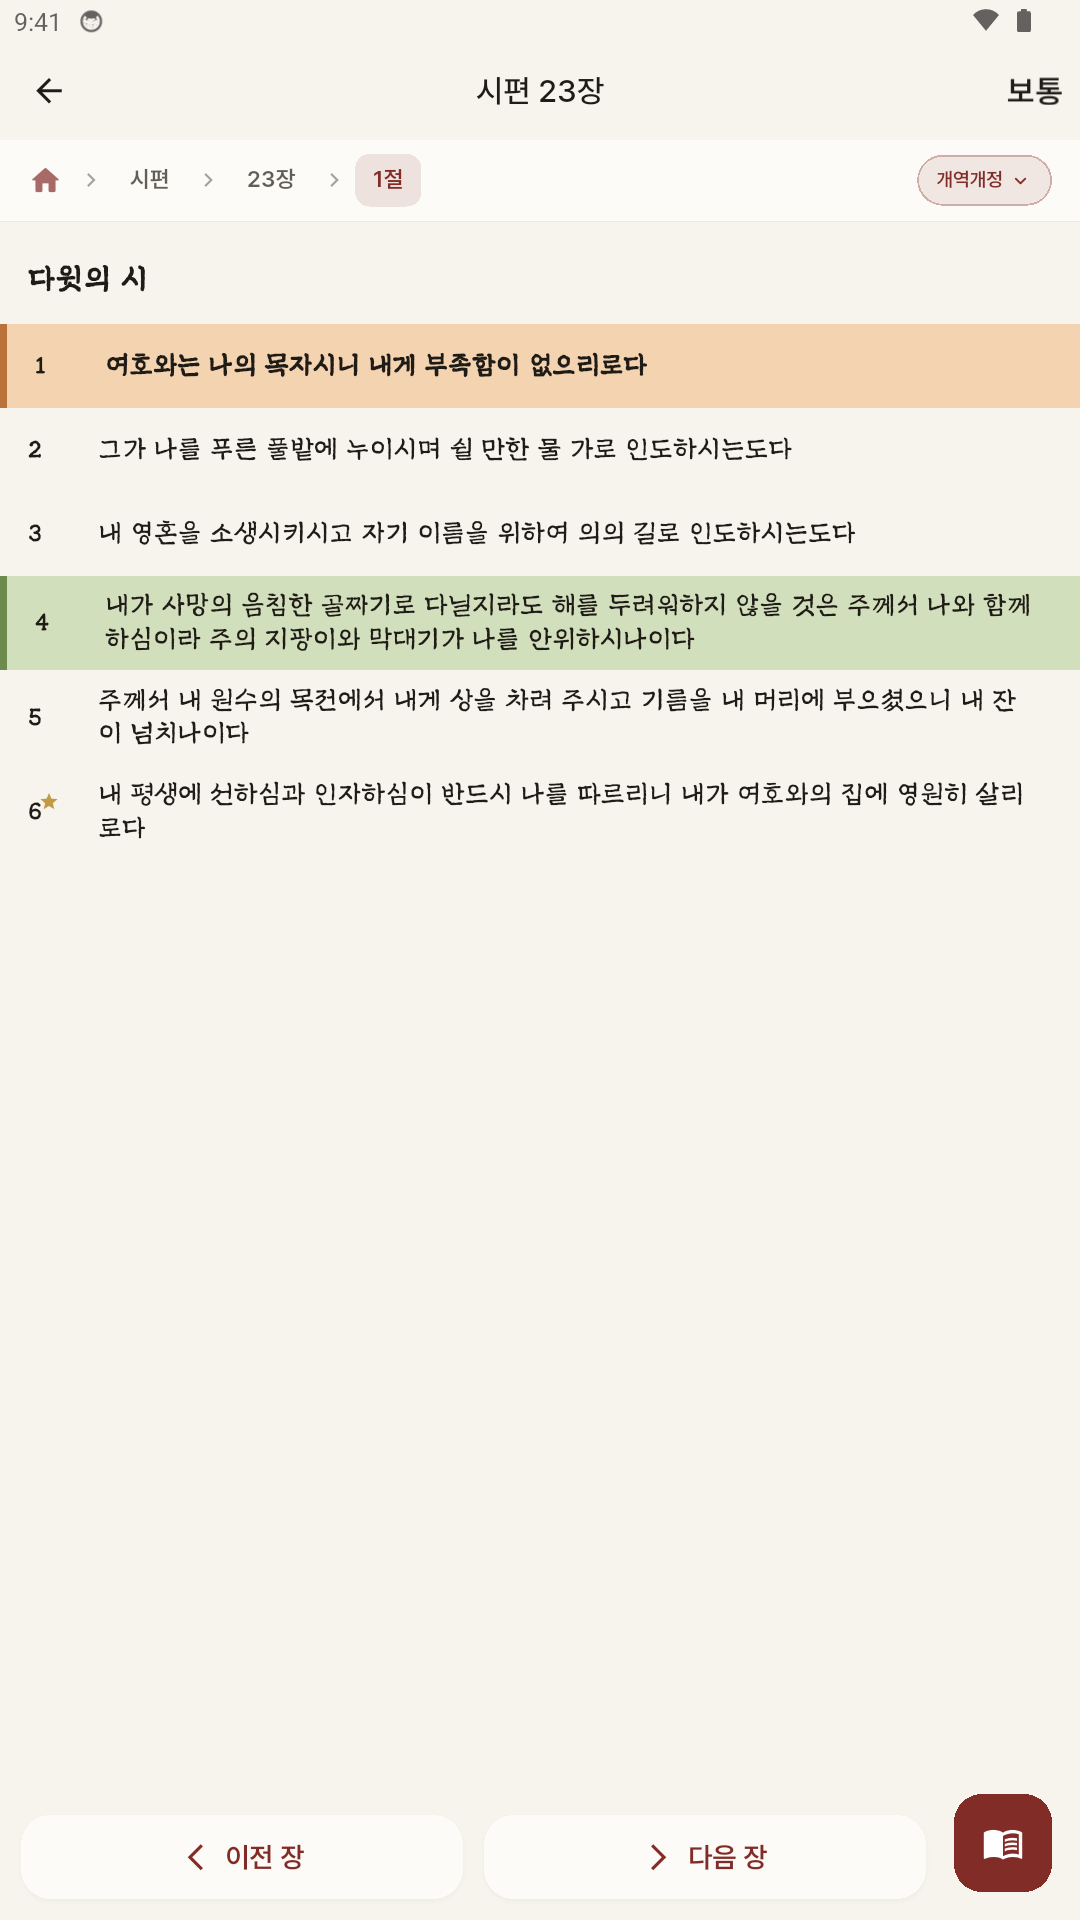 9:41
시편 23장
보통
시편
23장
1절
개역개정
다윗의 시
1 여호와는 나의 목자시니 내게 부족함이 없으리로다
2 그가 나를 푸른 풀밭에 누이시며 쉴 만한 물 가로 인도하시는도다
3 내 영혼을 소생시키시고 자기 이름을 위하여 의의 길로 인도하시는도다
4 내가 사망의 음침한 골짜기로 다닐지라도 해를 두려워하지 않을 것은 주께서 나와 함께
하심이라 주의 지팡이와 막대기가 나를 안위하시나이다
5 주께서 내 원수의 목전에서 내게 상을 차려 주시고 기름을 내 머리에 부으셨으니 내 잔
이 넘치나이다
6 내 평생에 선하심과 인자하심이 반드시 나를 따르리니 내가 여호와의 집에 영원히 살리
로다
이전 장
다음 장